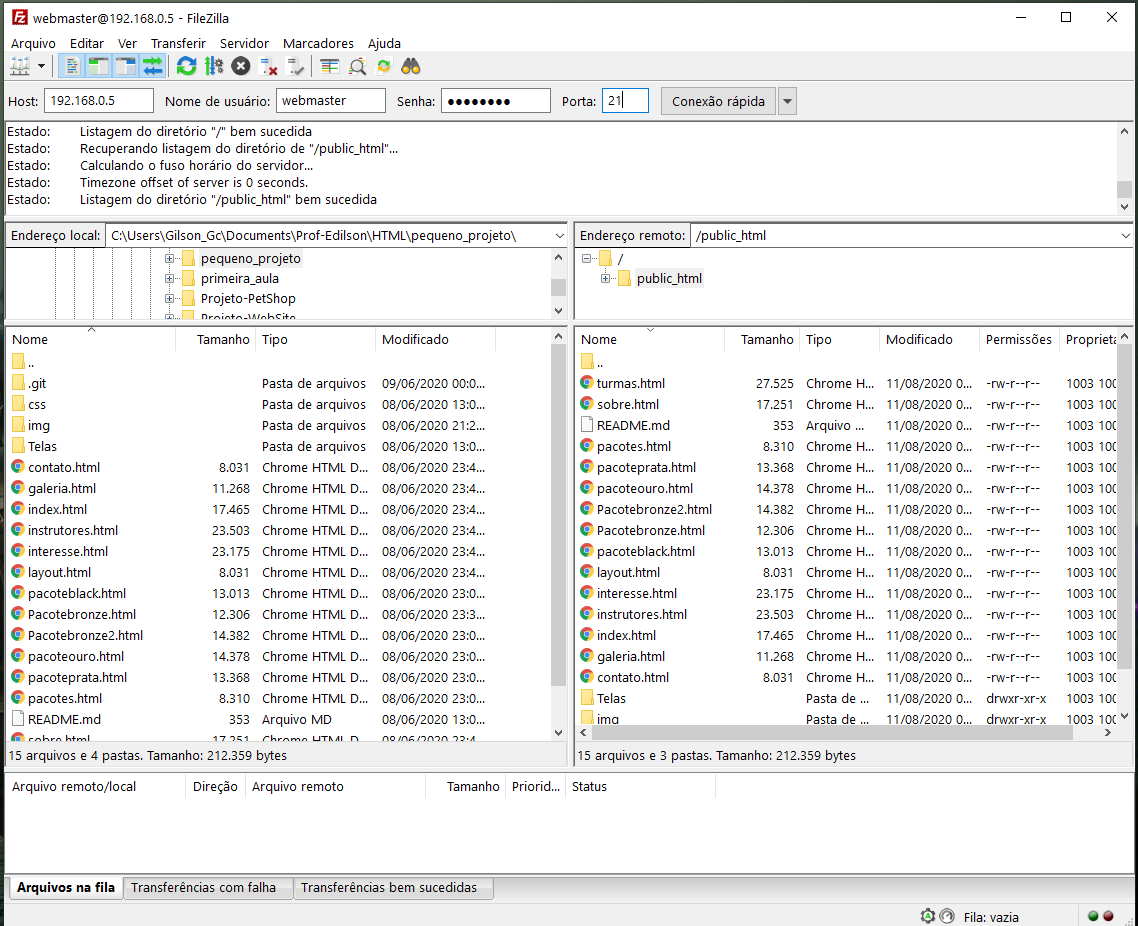 webmaster@192.168.0.5 - FileZilla
Arquivo Editar Ver Transferir Servidor Marcadores Ajuda
Host: 192.168.0.5 Nome de usuário: webmaster Senha: ●●●●●●●● Porta: 21 Conexão rápida
Estado: Listagem do diretório "/" bem sucedida
Estado: Recuperando listagem do diretório de "/public_html"...
Estado: Calculando o fuso horário do servidor...
Estado: Timezone offset of server is 0 seconds.
Estado: Listagem do diretório "/public_html" bem sucedida
Endereço local: C:\Users\Gilson_Gc\Documents\Prof-Edilson\HTML\pequeno_projeto\
pequeno_projeto
primeira_aula
Projeto-PetShop
Projeto-WebSite
Nome Tamanho Tipo Modificado
..
.git Pasta de arquivos 09/06/2020 00:0...
css Pasta de arquivos 08/06/2020 13:0...
img Pasta de arquivos 08/06/2020 21:2...
Telas Pasta de arquivos 08/06/2020 13:0...
contato.html 8.031 Chrome HTML D... 08/06/2020 23:4...
galeria.html 11.268 Chrome HTML D... 08/06/2020 23:4...
index.html 17.465 Chrome HTML D... 08/06/2020 23:4...
instrutores.html 23.503 Chrome HTML D... 08/06/2020 23:4...
interesse.html 23.175 Chrome HTML D... 08/06/2020 23:4...
layout.html 8.031 Chrome HTML D... 08/06/2020 23:4...
pacoteblack.html 13.013 Chrome HTML D... 08/06/2020 23:0...
Pacotebronze.html 12.306 Chrome HTML D... 08/06/2020 23:3...
Pacotebronze2.html 14.382 Chrome HTML D... 08/06/2020 23:0...
pacoteouro.html 14.378 Chrome HTML D... 08/06/2020 23:0...
pacoteprata.html 13.368 Chrome HTML D... 08/06/2020 23:0...
pacotes.html 8.310 Chrome HTML D... 08/06/2020 23:0...
README.md 353 Arquivo MD 08/06/2020 13:0...
sobre.html 17.251 Chrome HTML D... 08/06/2020 23:4...
15 arquivos e 4 pastas. Tamanho: 212.359 bytes
Endereço remoto: /public_html
/
public_html
Nome Tamanho Tipo Modificado Permissões Proprieta
..
turmas.html 27.525 Chrome H... 11/08/2020 0... -rw-r--r-- 1003 100
sobre.html 17.251 Chrome H... 11/08/2020 0... -rw-r--r-- 1003 100
README.md 353 Arquivo ... 11/08/2020 0... -rw-r--r-- 1003 100
pacotes.html 8.310 Chrome H... 11/08/2020 0... -rw-r--r-- 1003 100
pacoteprata.html 13.368 Chrome H... 11/08/2020 0... -rw-r--r-- 1003 100
pacoteouro.html 14.378 Chrome H... 11/08/2020 0... -rw-r--r-- 1003 100
Pacotebronze2.html 14.382 Chrome H... 11/08/2020 0... -rw-r--r-- 1003 100
Pacotebronze.html 12.306 Chrome H... 11/08/2020 0... -rw-r--r-- 1003 100
pacoteblack.html 13.013 Chrome H... 11/08/2020 0... -rw-r--r-- 1003 100
layout.html 8.031 Chrome H... 11/08/2020 0... -rw-r--r-- 1003 100
interesse.html 23.175 Chrome H... 11/08/2020 0... -rw-r--r-- 1003 100
instrutores.html 23.503 Chrome H... 11/08/2020 0... -rw-r--r-- 1003 100
index.html 17.465 Chrome H... 11/08/2020 0... -rw-r--r-- 1003 100
galeria.html 11.268 Chrome H... 11/08/2020 0... -rw-r--r-- 1003 100
contato.html 8.031 Chrome H... 11/08/2020 0... -rw-r--r-- 1003 100
Telas Pasta de ... 11/08/2020 0... drwxr-xr-x 1003 100
img Pasta de ... 11/08/2020 0... drwxr-xr-x 1003 100
15 arquivos e 3 pastas. Tamanho: 212.359 bytes
Arquivo remoto/local Direção Arquivo remoto Tamanho Priorid... Status
Arquivos na fila Transferências com falha Transferências bem sucedidas
Fila: vazia